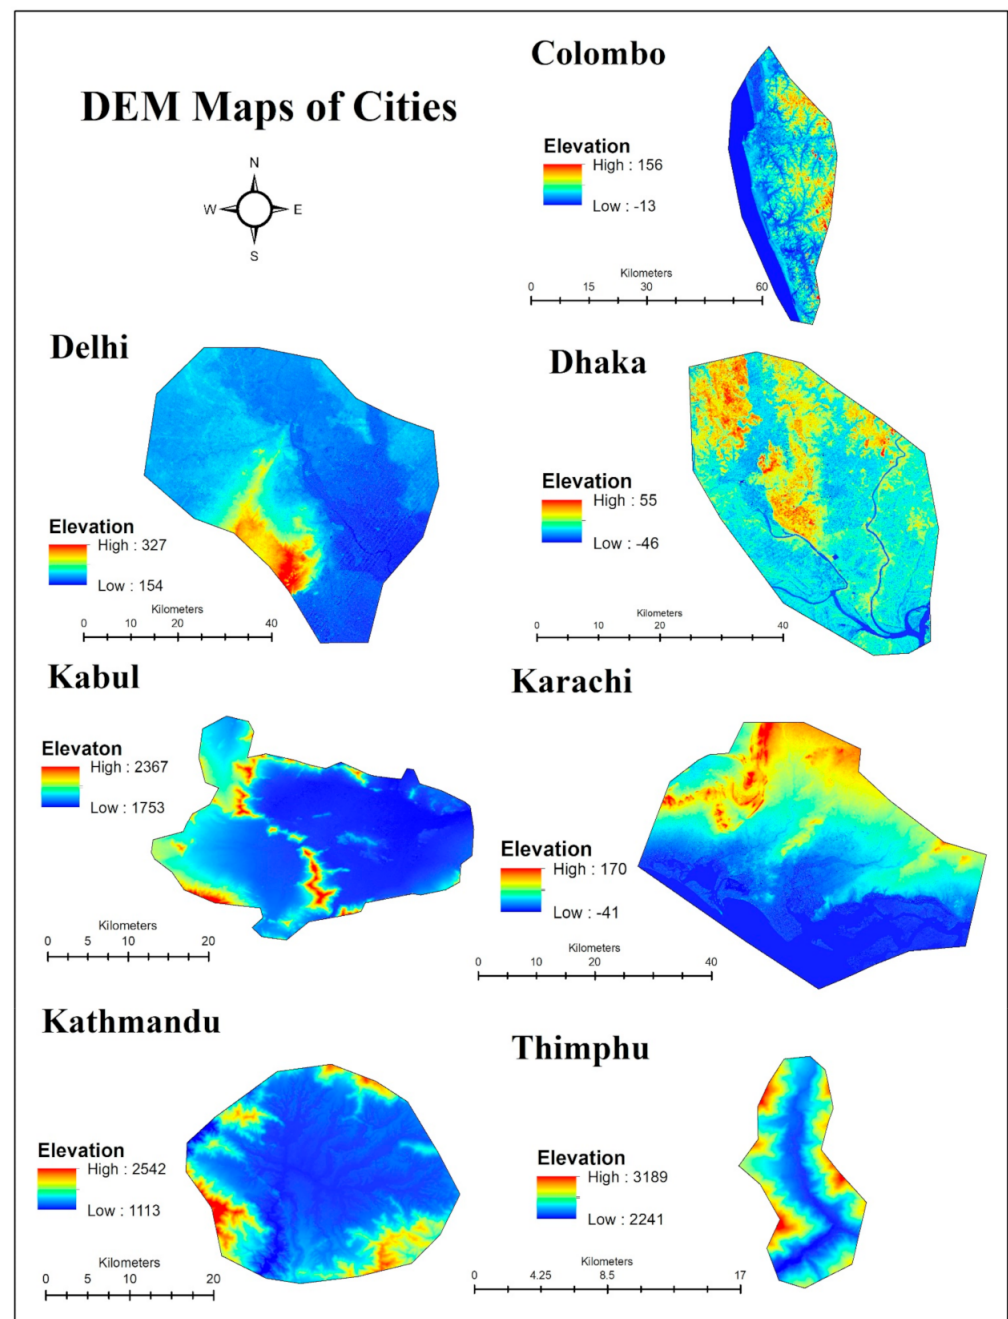 DEM Maps of Cities
N
W E
S
Colombo
Elevation
High : 156
Low : -13
Kilometers
0 15 30 60
Delhi
Elevation
High : 327
Low : 154
Kilometers
0 10 20 40
Dhaka
Elevation
High : 55
Low : -46
Kilometers
0 10 20 40
Kabul
Elevaton
High : 2367
Low : 1753
Kilometers
0 5 10 20
Karachi
Elevation
High : 170
Low : -41
Kilometers
0 10 20 40
Kathmandu
Elevation
High : 2542
Low : 1113
Kilometers
0 5 10 20
Thimphu
Elevation
High : 3189
Low : 2241
Kilometers
0 4.25 8.5 17